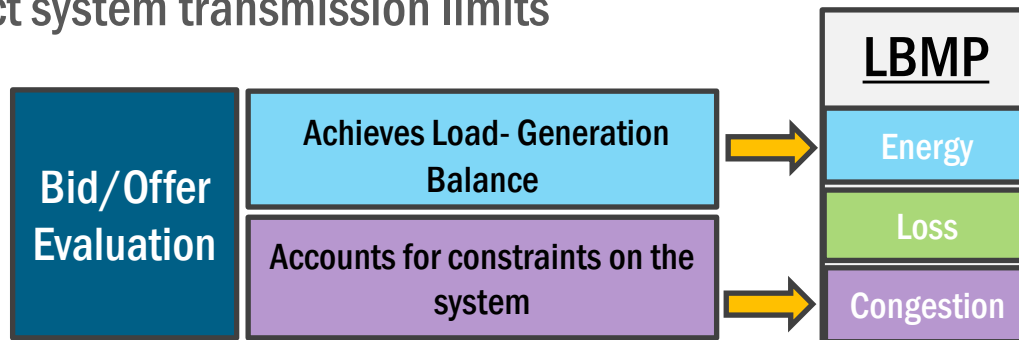 ct system transmission limits
LBMP
Bid/Offer
Evaluation
Achieves Load- Generation
Balance
Energy
Loss
Accounts for constraints on the
system
Congestion